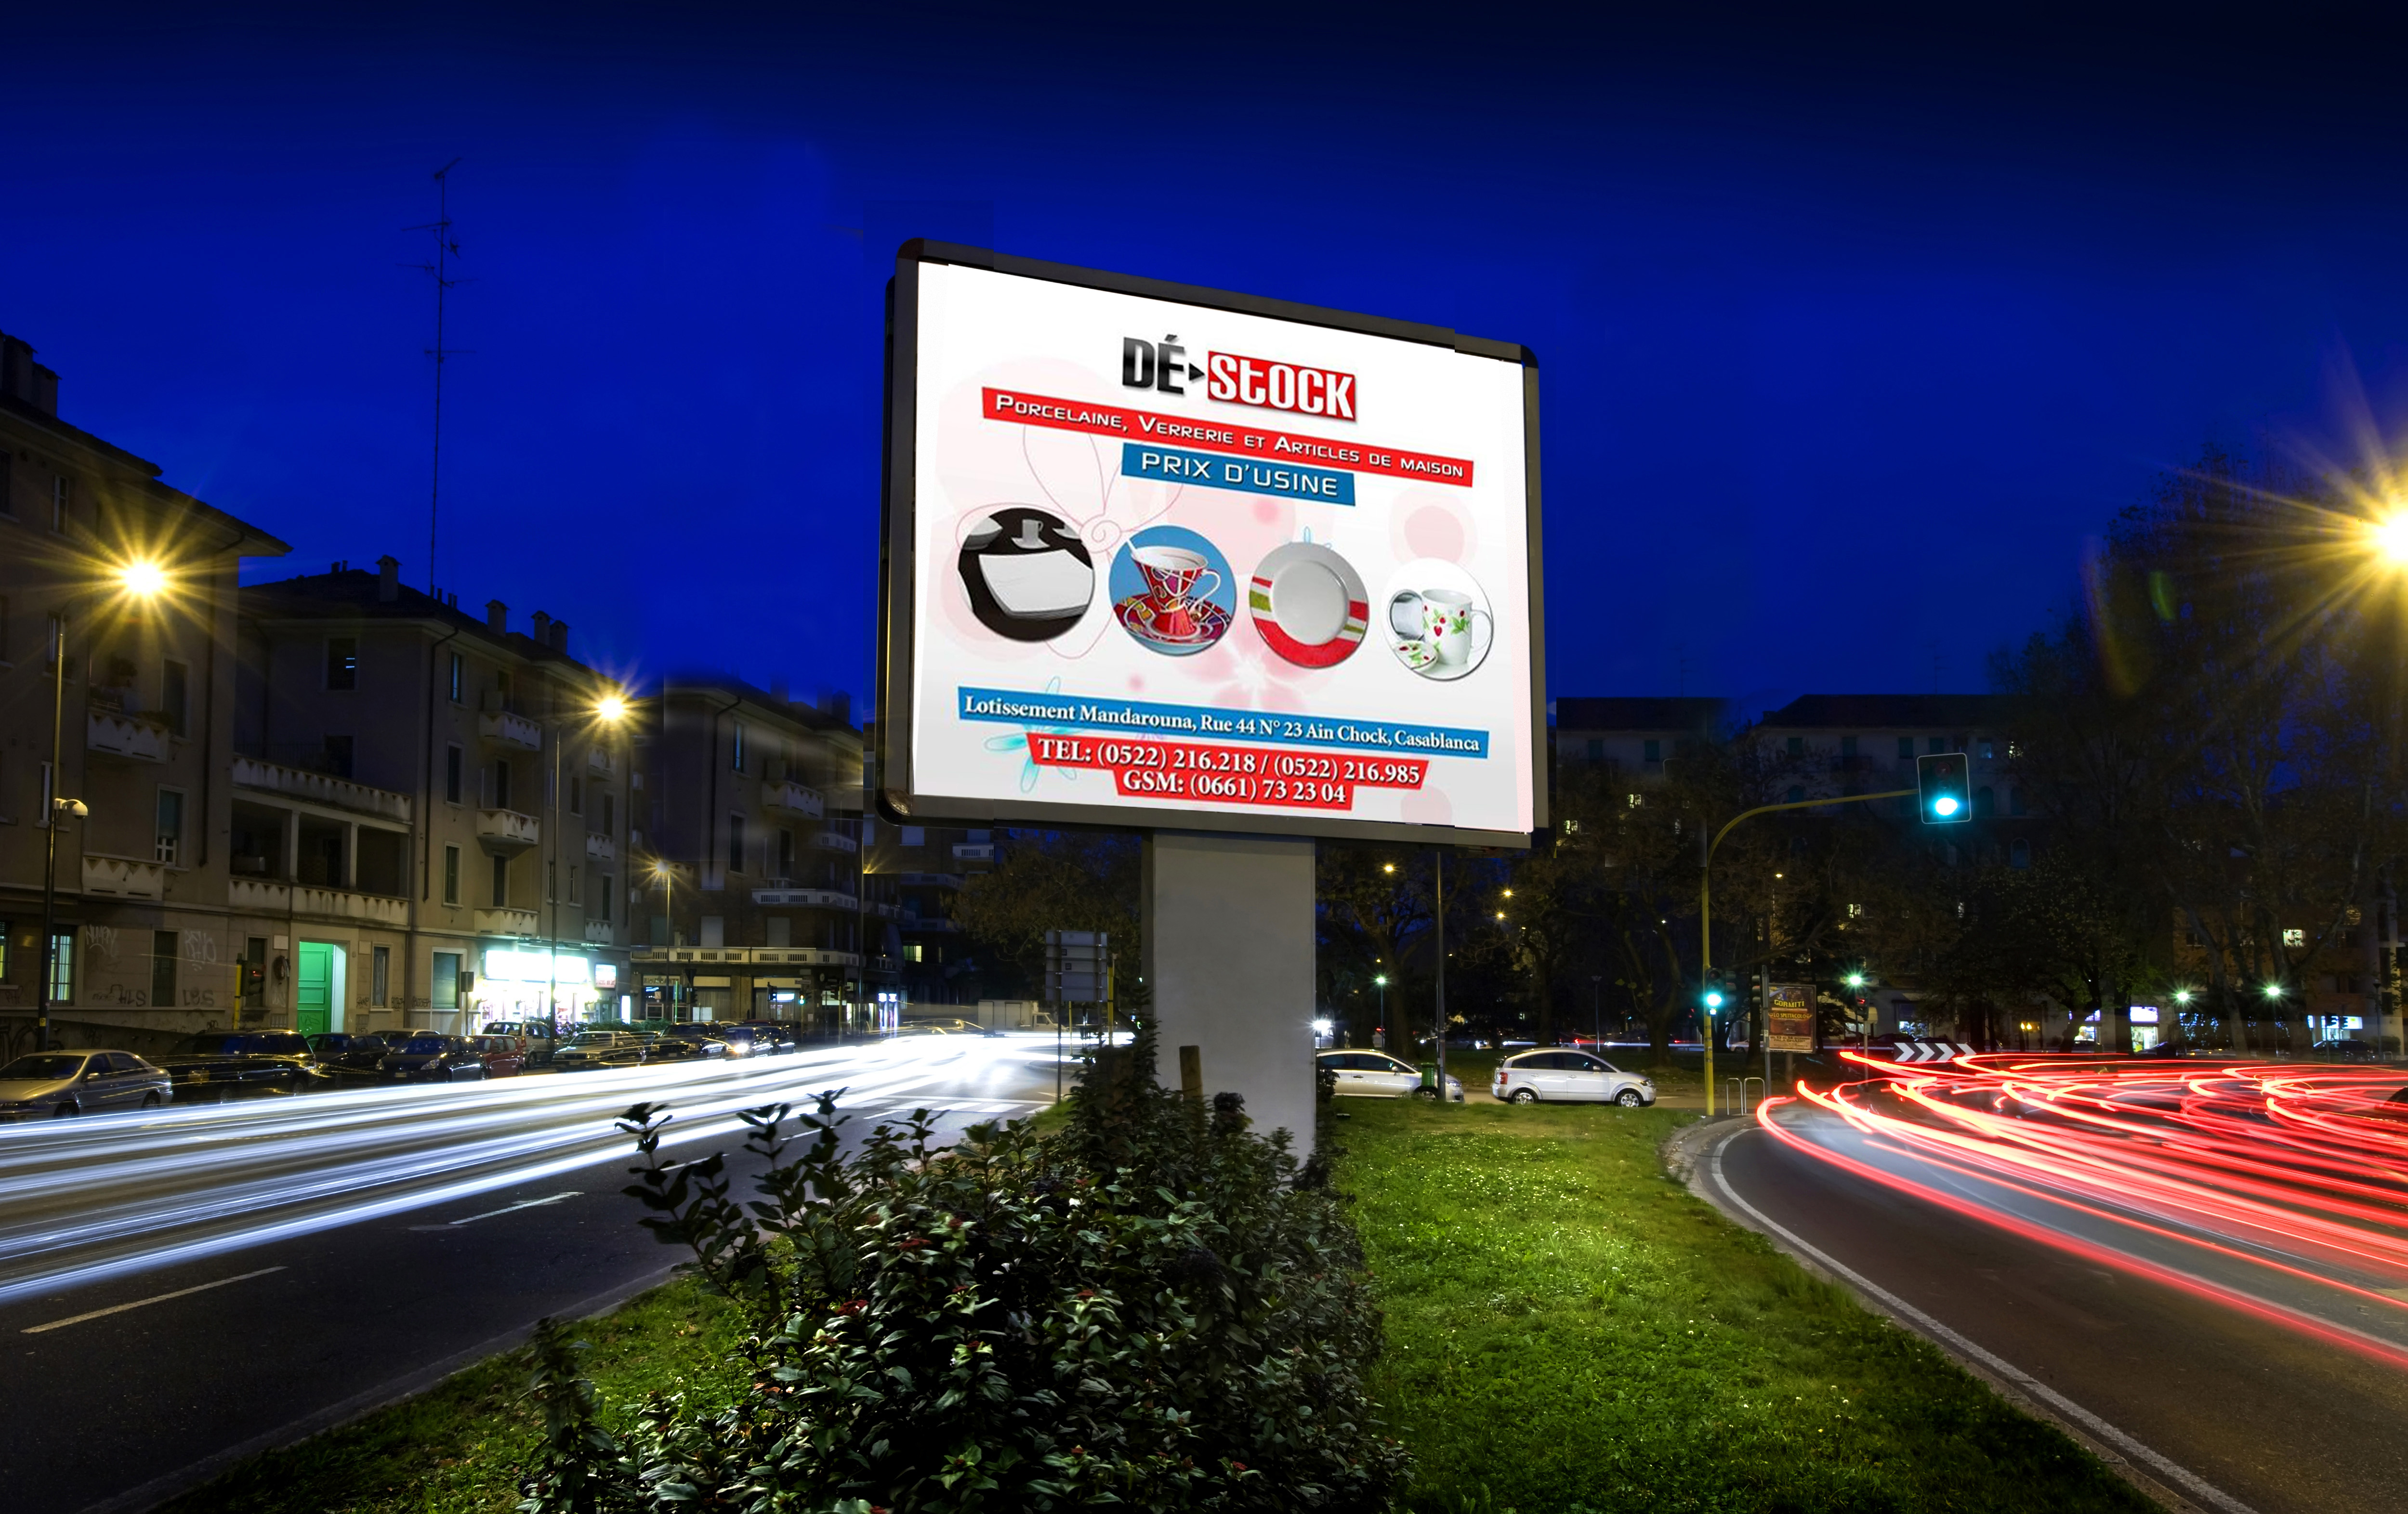 DÉ STOCK
PORCELAINE, VERRERIE ET ARTICLES DE MAISON
PRIX D'USINE
Lotissement Mandarouna, Rue 44 N° 23 Ain Chock, Casablanca
TEL: (0522) 216.218 / (0522) 216.985
GSM: (0661) 73 23 04
GORMITI